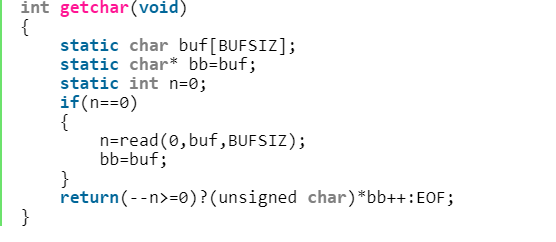 int getchar(void)
{
    static char buf[BUFSIZ];
    static char* bb=buf;
    static int n=0;
    if(n==0)
    {
        n=read(0,buf,BUFSIZ);
        bb=buf;
    }
    return(--n>=0)?(unsigned char)*bb++:EOF;
}